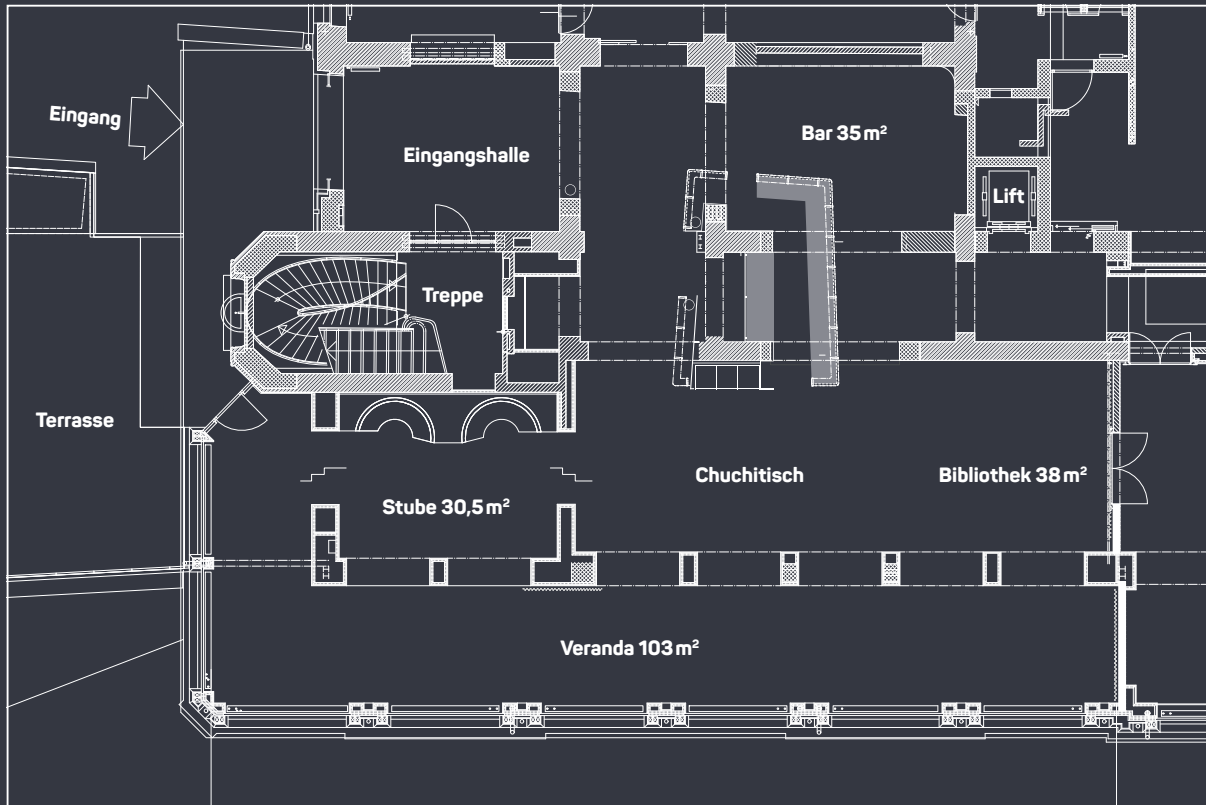 Eingang
Eingangshalle
Bar 35 m²
Lift
Treppe
Terrasse
Stube 30,5 m²
Chuchitisch
Bibliothek 38 m²
Veranda 103 m²